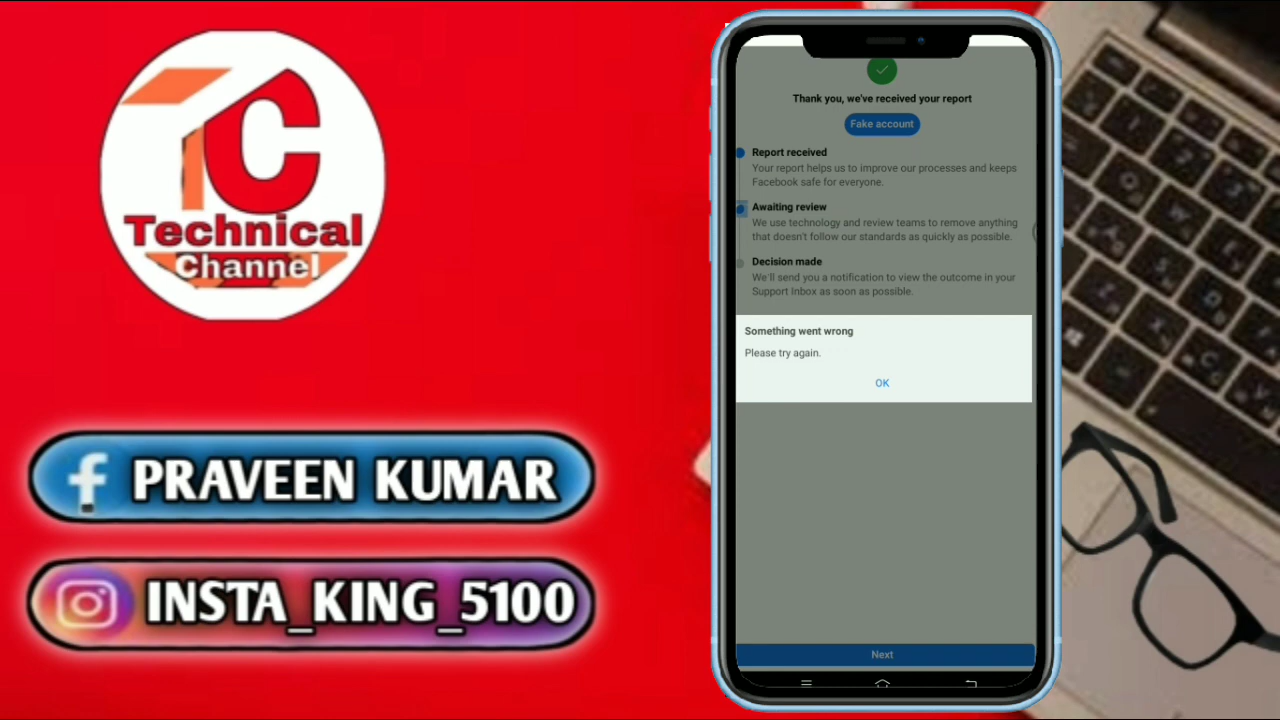 TC
Technical
Channel
PRAVEEN KUMAR
INSTA_KING_5100
Thank you, we've received your report
Fake account
Report received
Your report helps us to improve our processes and keeps
Facebook safe for everyone.
Awaiting review
We use technology and review teams to remove anything
that doesn't follow our standards as quickly as possible.
Decision made
We'll send you a notification to view the outcome in your
Support Inbox as soon as possible.
Something went wrong
Please try again.
OK
Next